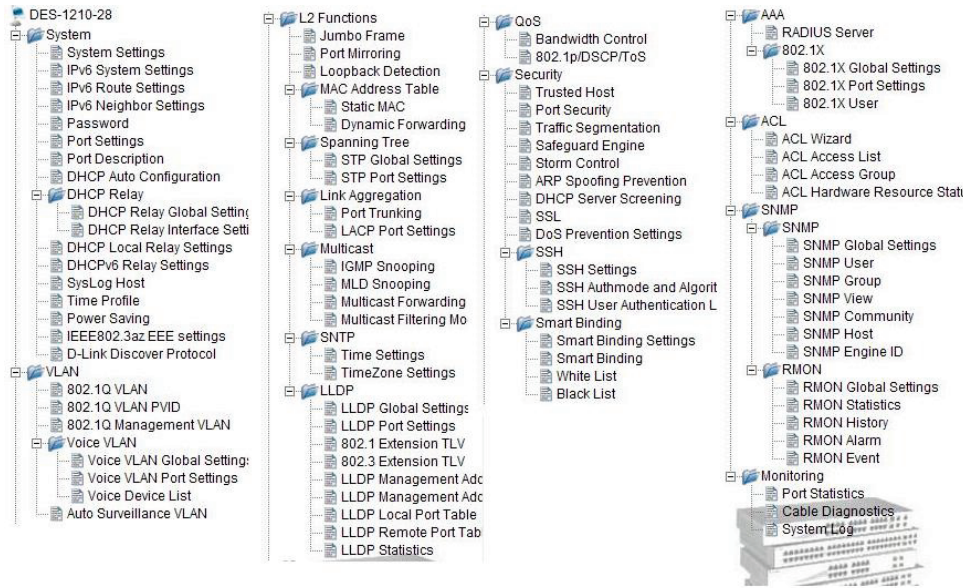 DES-1210-28
System
System Settings
IPv6 System Settings
IPv6 Route Settings
IPv6 Neighbor Settings
Password
Port Settings
Port Description
DHCP Auto Configuration
DHCP Relay
DHCP Relay Global Setting
DHCP Relay Interface Setti
DHCP Local Relay Settings
DHCPv6 Relay Settings
SysLog Host
Time Profile
Power Saving
IEEE802.3az EEE settings
D-Link Discover Protocol
VLAN
802.1Q VLAN
802.1Q VLAN PVID
802.1Q Management VLAN
Voice VLAN
Voice VLAN Global Setting
Voice VLAN Port Settings
Voice Device List
Auto Surveillance VLAN
L2 Functions
Jumbo Frame
Port Mirroring
Loopback Detection
MAC Address Table
Static MAC
Dynamic Forwarding
Spanning Tree
STP Global Settings
STP Port Settings
Link Aggregation
Port Trunking
LACP Port Settings
Multicast
IGMP Snooping
MLD Snooping
Multicast Forwarding
Multicast Filtering Mo
SNTP
Time Settings
TimeZone Settings
LLDP
LLDP Global Settings
LLDP Port Settings
802.1 Extension TLV
802.3 Extension TLV
LLDP Management Add
LLDP Management Add
LLDP Local Port Table
LLDP Remote Port Tab
LLDP Statistics
QoS
Bandwidth Control
802.1p/DSCP/ToS
Security
Trusted Host
Port Security
Traffic Segmentation
Safeguard Engine
Storm Control
ARP Spoofing Prevention
DHCP Server Screening
SSL
DoS Prevention Settings
SSH
SSH Settings
SSH Authmode and Algorit
SSH User Authentication L
Smart Binding
Smart Binding Settings
Smart Binding
White List
Black List
AAA
RADIUS Server
802.1X
802.1X Global Settings
802.1X Port Settings
802.1X User
ACL
ACL Wizard
ACL Access List
ACL Access Group
ACL Hardware Resource Statu
SNMP
SNMP
SNMP Global Settings
SNMP User
SNMP Group
SNMP View
SNMP Community
SNMP Host
SNMP Engine ID
RMON
RMON Global Settings
RMON Statistics
RMON History
RMON Alarm
RMON Event
Monitoring
Port Statistics
Cable Diagnostics
System Log